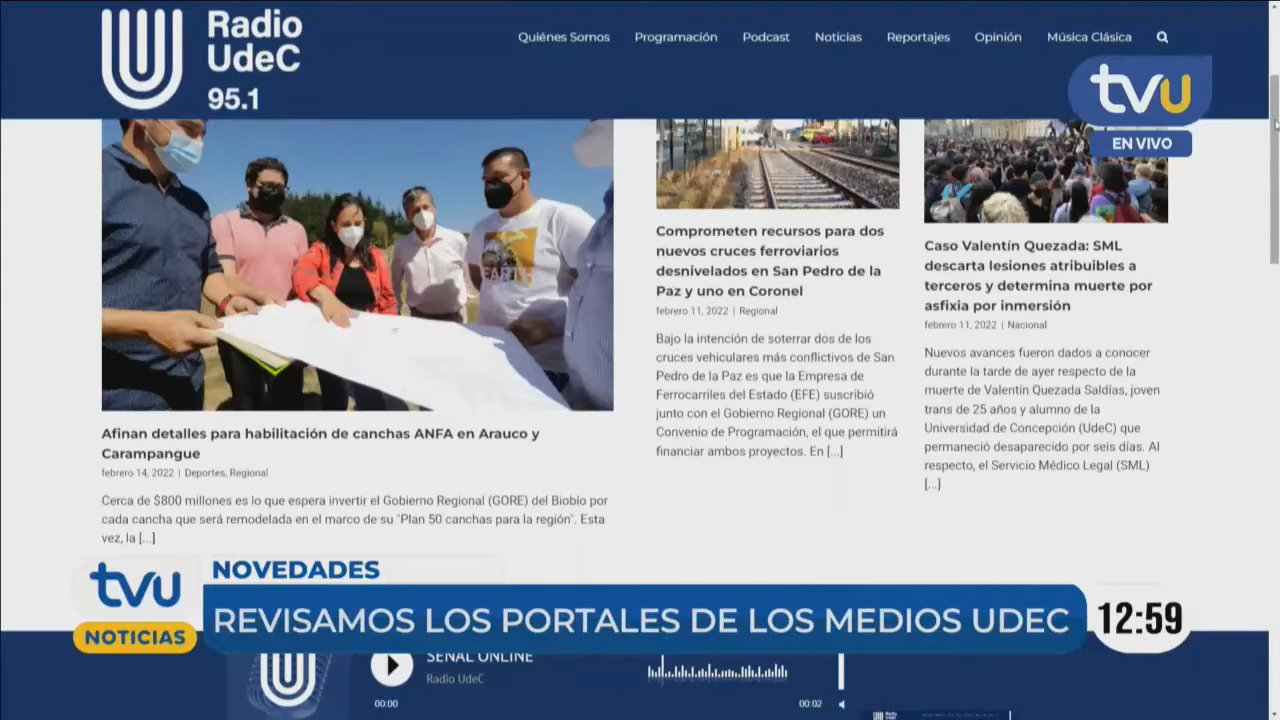 Radio
UdeC
95.1
Quiénes Somos
Programación
Podcast
Noticias
Reportajes
Opinión
Música Clásica
tvu
EN VIVO
EARTH
Afinan detalles para habilitación de canchas ANFA en Arauco y
Carampangue
febrero 14, 2022 | Deportes, Regional
Cerca de $800 millones es lo que espera invertir el Gobierno Regional (GORE) del Biobío por
cada cancha que será remodelada en el marco de su "Plan 50 canchas para la región". Esta
vez, la [...]
Comprometen recursos para dos
nuevos cruces ferroviarios
desnivelados en San Pedro de la
Paz y uno en Coronel
febrero 11, 2022 | Regional
Bajo la intención de soterrar dos de los
cruces vehiculares más conflictivos de San
Pedro de la Paz es que la Empresa de
Ferrocarriles del Estado (EFE) suscribió
junto con el Gobierno Regional (GORE) un
Convenio de Programación, el que permitirá
financiar ambos proyectos. En [...]
Caso Valentín Quezada: SML
descarta lesiones atribuibles a
terceros y determina muerte por
asfixia por inmersión
febrero 11, 2022 | Nacional
Nuevos avances fueron dados a conocer
durante la tarde de ayer respecto de la
muerte de Valentín Quezada Saldías, joven
trans de 25 años y alumno de la
Universidad de Concepción (UdeC) que
permaneció desaparecido por seis días. Al
respecto, el Servicio Médico Legal (SML)
[...]
tvu
NOTICIAS
NOVEDADES
REVISAMOS LOS PORTALES DE LOS MEDIOS UDEC
12:59
SEÑAL ONLINE
Radio UdeC
00:00
00:02
Radio
UdeC